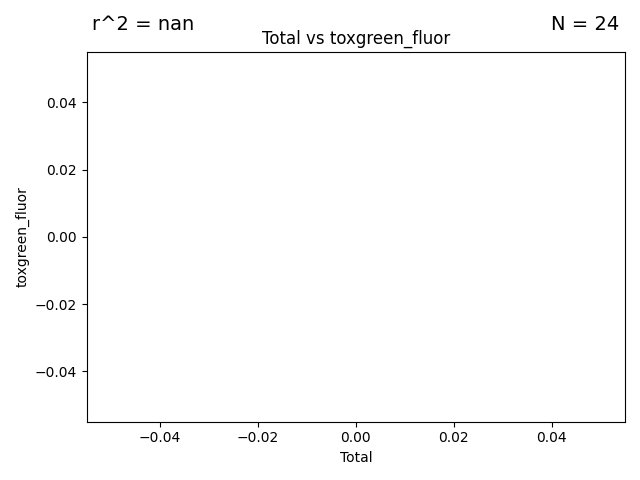 r^2 = nan
N = 24
Total vs toxgreen_fluor
0.04
0.02
0.00
−0.02
−0.04
toxgreen_fluor
−0.04 −0.02 0.00 0.02 0.04
Total